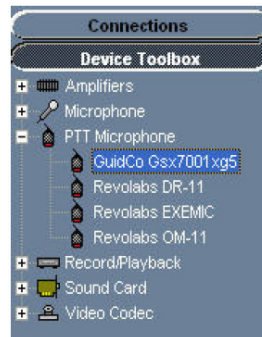 Connections
Device Toolbox
Amplifiers
Microphone
PTT Microphone
GuidCo Gsx7001xg5
Revolabs DR-11
Revolabs EXEMIC
Revolabs OM-11
Record/Playback
Sound Card
Video Codec